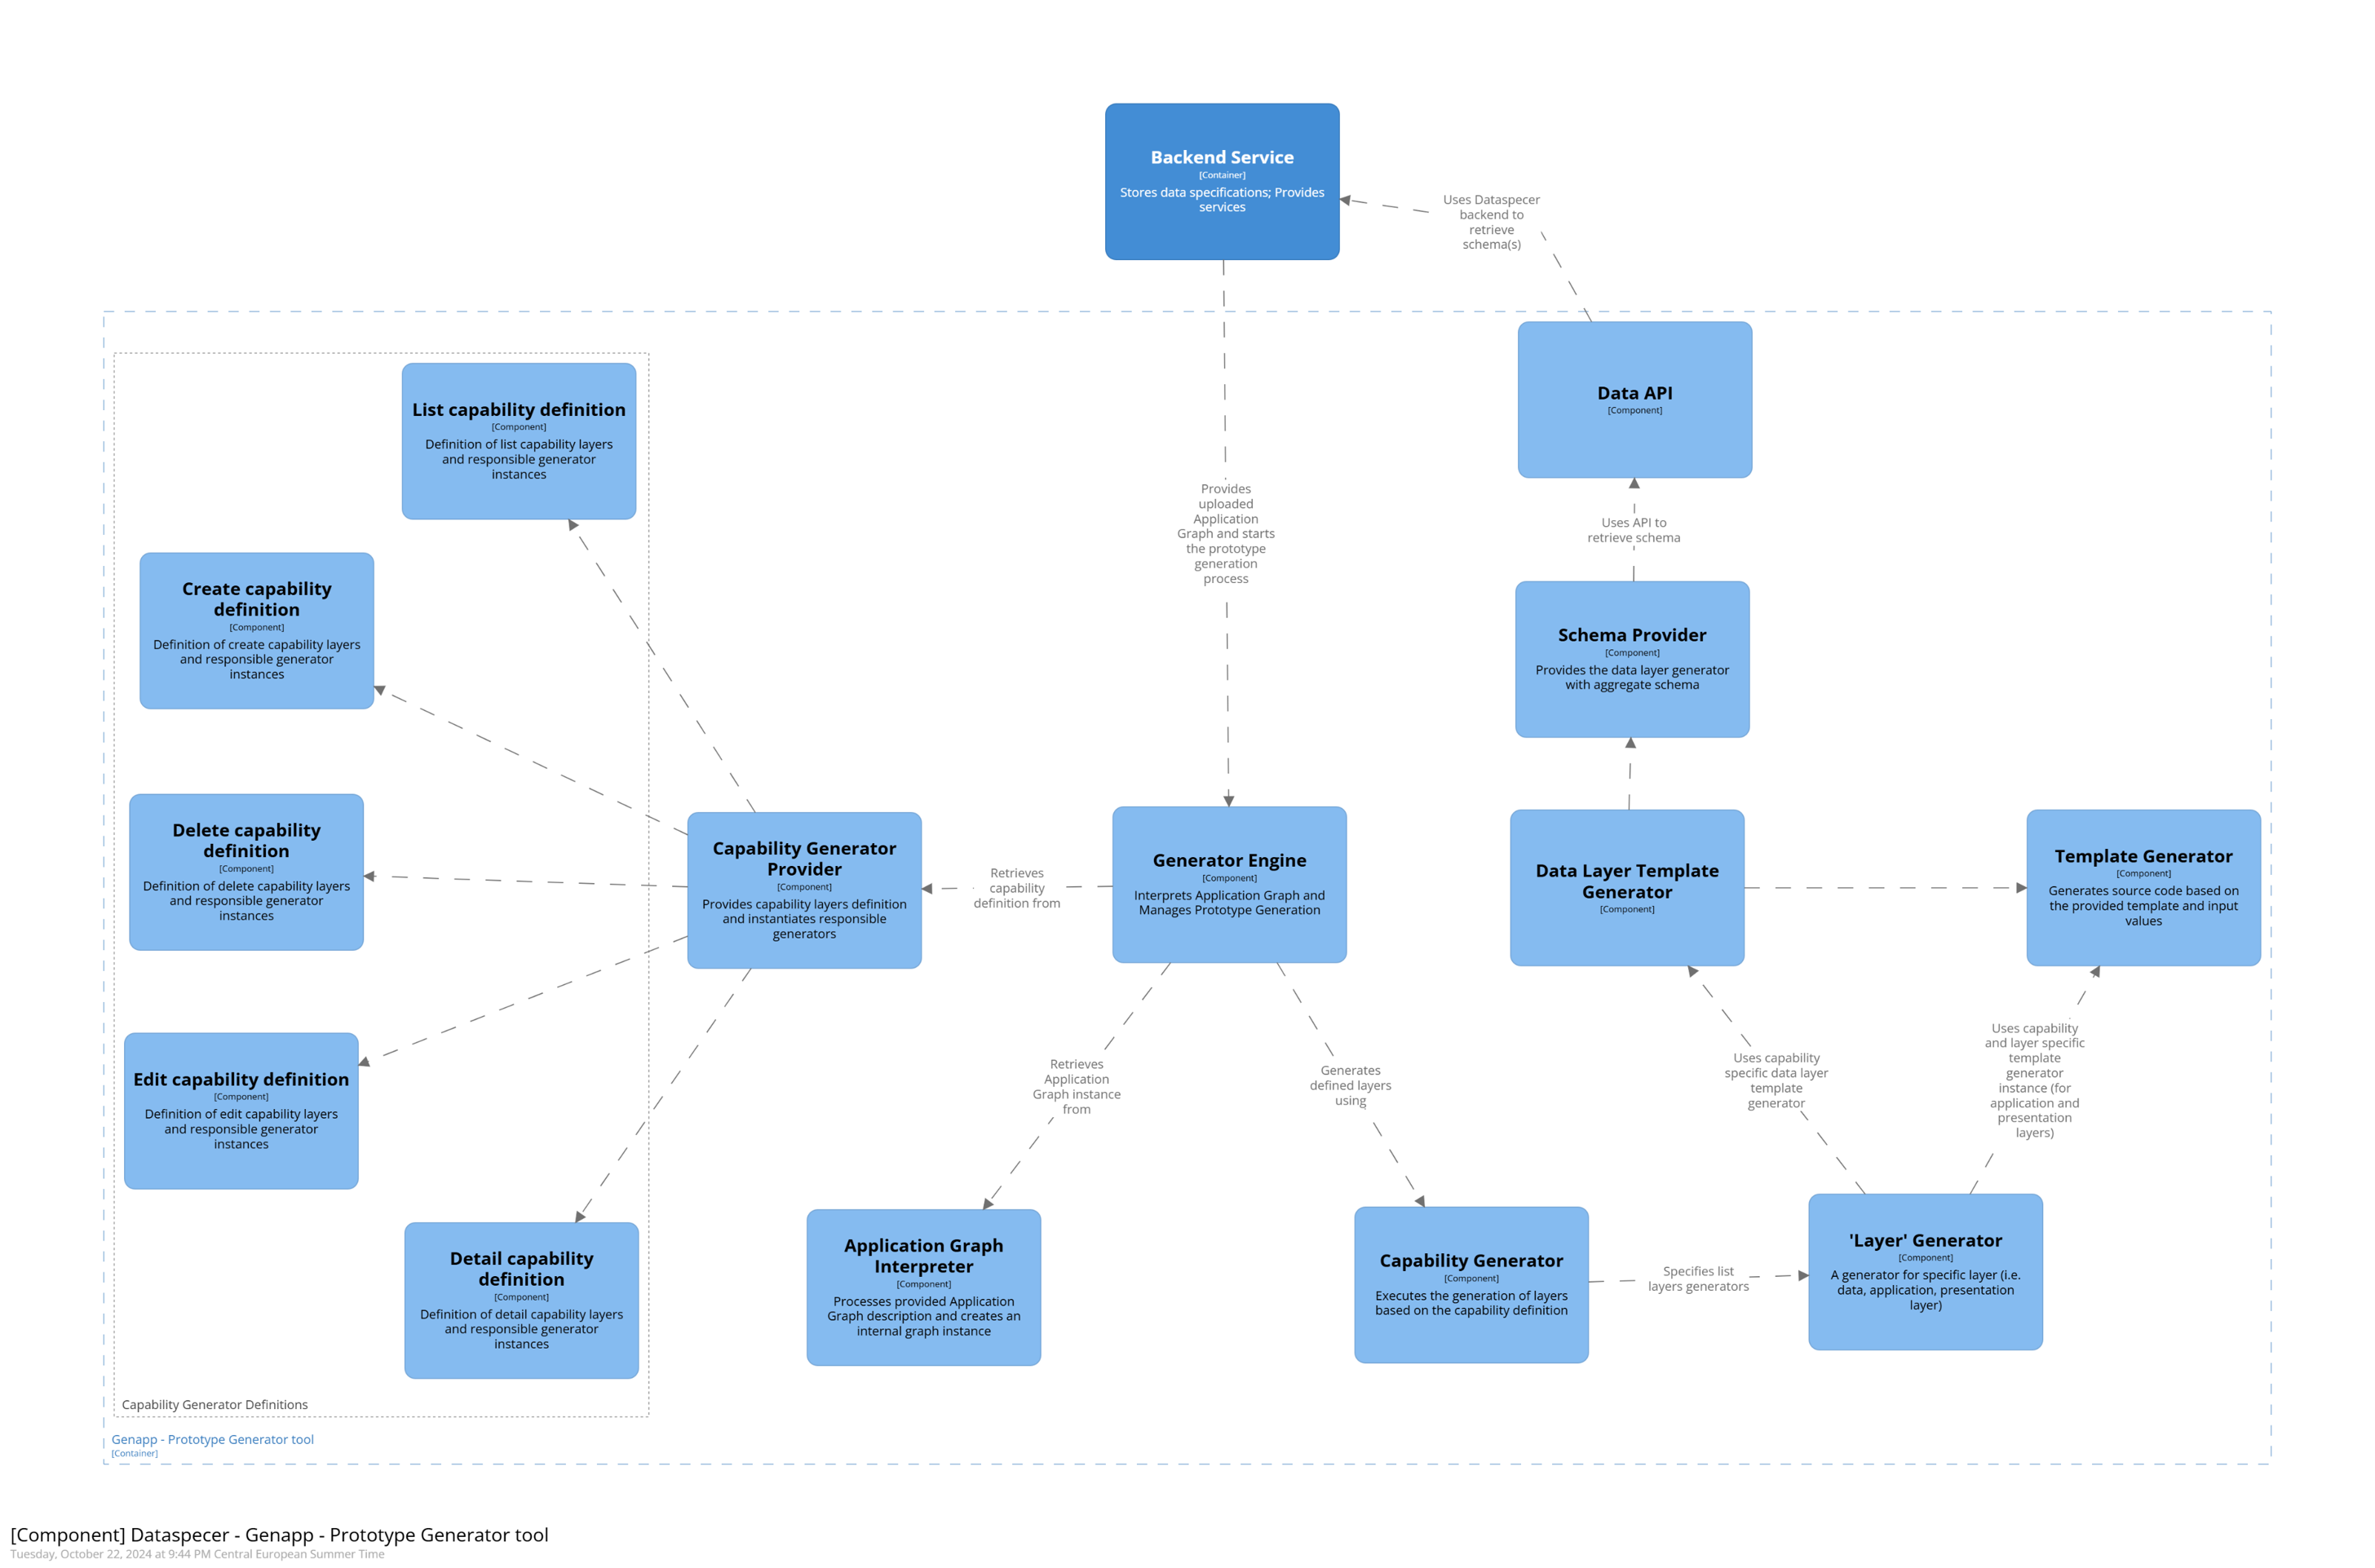 Backend Service
[Container]
Stores data specifications; Provides
services
Uses Dataspecer
backend to
retrieve
schema(s)
Data API
[Component]
List capability definition
[Component]
Definition of list capability layers
and responsible generator
instances
Provides
uploaded
Application
Graph and starts
the prototype
generation
process
Uses API to
retrieve schema
Create capability
definition
[Component]
Definition of create capability layers
and responsible generator
instances
Schema Provider
[Component]
Provides the data layer generator
with aggregate schema
Delete capability
definition
[Component]
Definition of delete capability layers
and responsible generator
instances
Capability Generator
Provider
[Component]
Provides capability layers definition
and instantiates responsible
generators
Retrieves
capability
definition from
Generator Engine
[Component]
Interprets Application Graph and
Manages Prototype Generation
Data Layer Template
Generator
[Component]
Template Generator
[Component]
Generates source code based on
the provided template and input
values
Edit capability definition
[Component]
Definition of edit capability layers
and responsible generator
instances
Retrieves
Application
Graph instance
from
Generates
defined layers
using
Uses capability
specific data layer
template
generator
Uses capability
and layer specific
template
generator
instance (for
application and
presentation
layers)
Detail capability
definition
[Component]
Definition of detail capability layers
and responsible generator
instances
Application Graph
Interpreter
[Component]
Processes provided Application
Graph description and creates an
internal graph instance
Capability Generator
[Component]
Executes the generation of layers
based on the capability definition
Specifies list
layers generators
'Layer' Generator
[Component]
A generator for specific layer (i.e.
data, application, presentation
layer)
Capability Generator Definitions
Genapp - Prototype Generator tool
[Container]
[Component] Dataspecer - Genapp - Prototype Generator tool
Tuesday, October 22, 2024 at 9:44 PM Central European Summer Time